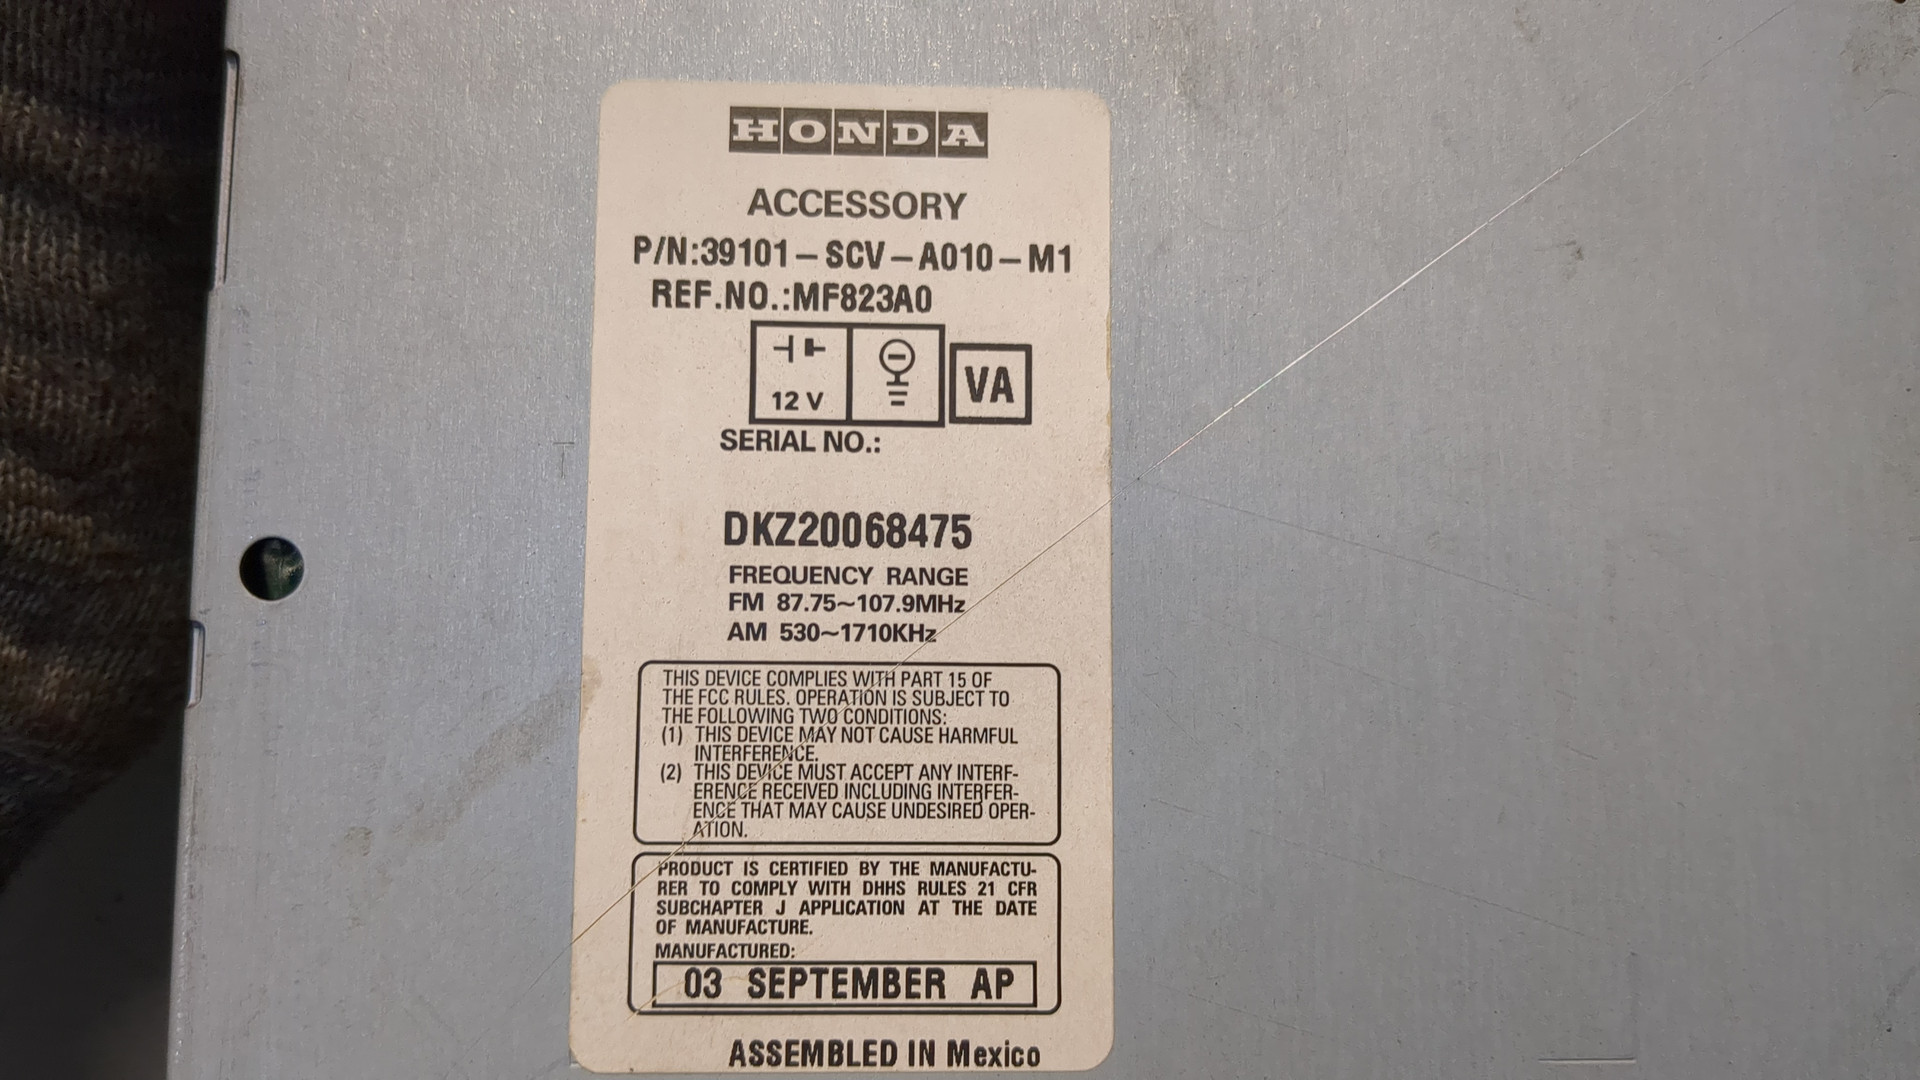 HONDA
ACCESSORY
P/N:39101-SCV-A010-M1
REF.NO.:MF823A0
12 V
VA
SERIAL NO.:
DKZ20068475
FREQUENCY RANGE
FM 87.75~107.9MHz
AM 530~1710KHz
THIS DEVICE COMPLIES WITH PART 15 OF
THE FCC RULES. OPERATION IS SUBJECT TO
THE FOLLOWING TWO CONDITIONS:
(1) THIS DEVICE MAY NOT CAUSE HARMFUL
INTERFERENCE.
(2) THIS DEVICE MUST ACCEPT ANY INTERF-
ERENCE RECEIVED INCLUDING INTERFER-
ENCE THAT MAY CAUSE UNDESIRED OPER-
ATION.
PRODUCT IS CERTIFIED BY THE MANUFACTU-
RER TO COMPLY WITH DHHS RULES 21 CFR
SUBCHAPTER J APPLICATION AT THE DATE
OF MANUFACTURE.
MANUFACTURED:
03 SEPTEMBER AP
ASSEMBLED IN Mexico